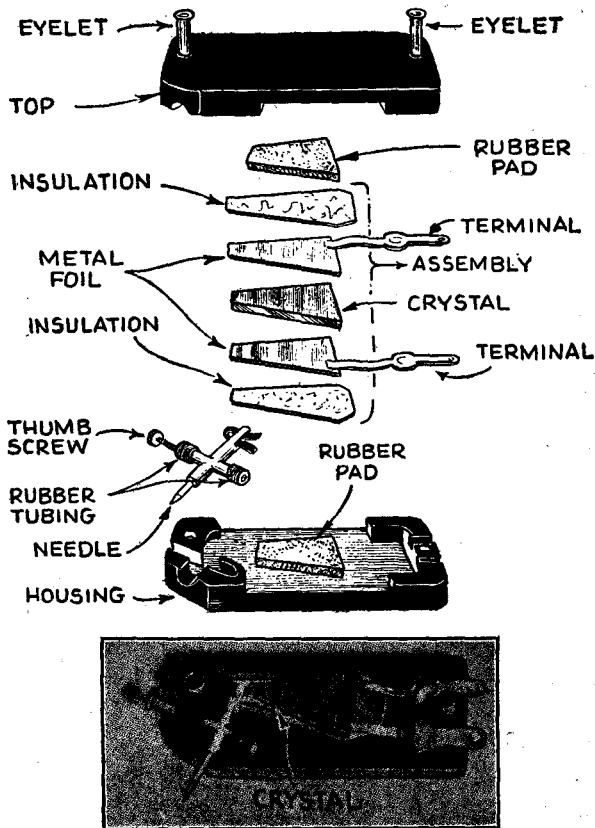 EYELET
EYELET
TOP
RUBBER
PAD
INSULATION
TERMINAL
METAL
FOIL
ASSEMBLY
CRYSTAL
INSULATION
TERMINAL
THUMB
SCREW
RUBBER
PAD
RUBBER
TUBING
NEEDLE
HOUSING
CRYSTAL